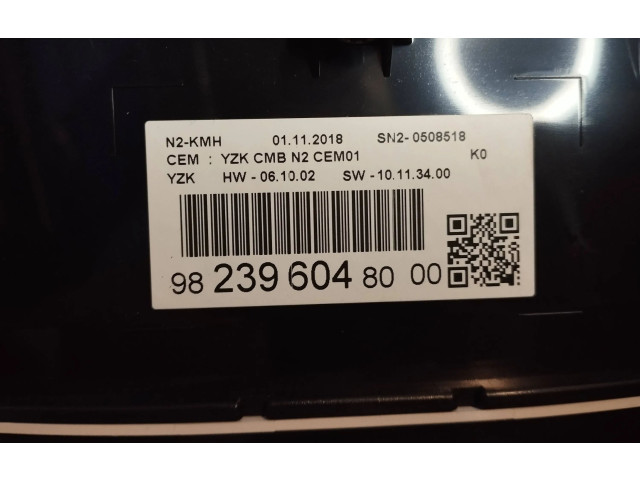 N2-KMH 01.11.2018 SN2- 0508518
CEM : YZK CMB N2 CEM01 K0
YZK HW - 06.10.02 SW - 10.11.34.00
98 239 604 80 00